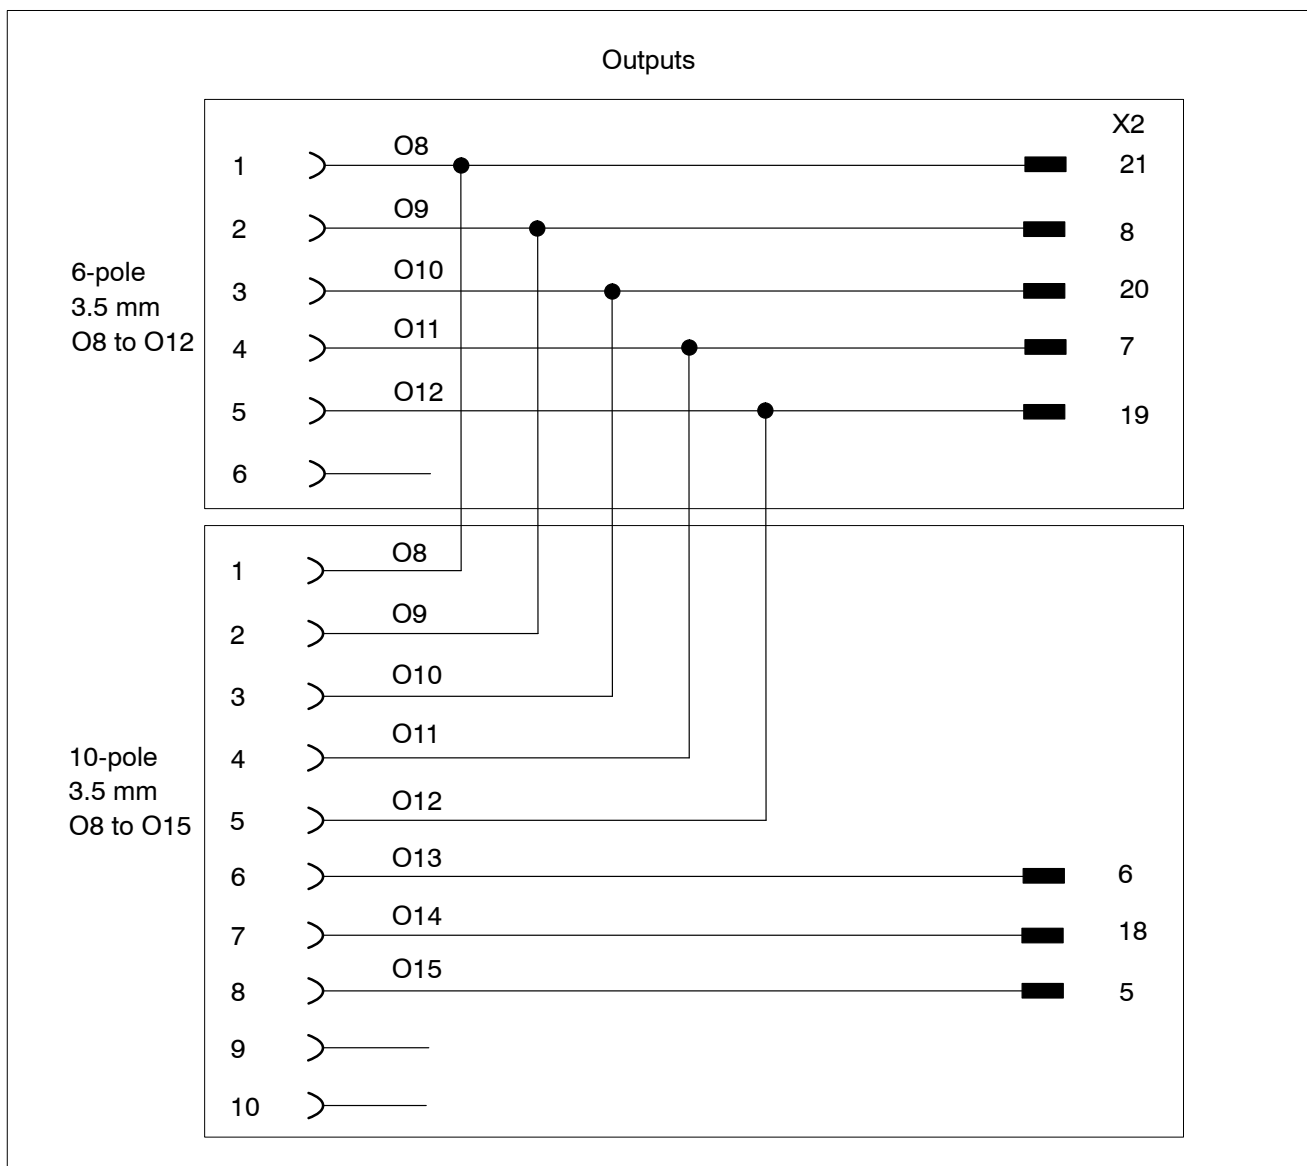 Outputs
X2
1 O8 21
2 O9 8
3 O10 20
4 O11 7
5 O12 19
6
6-pole
3.5 mm
O8 to O12
1 O8
2 O9
3 O10
4 O11
5 O12
6 O13 6
7 O14 18
8 O15 5
9
10
10-pole
3.5 mm
O8 to O15